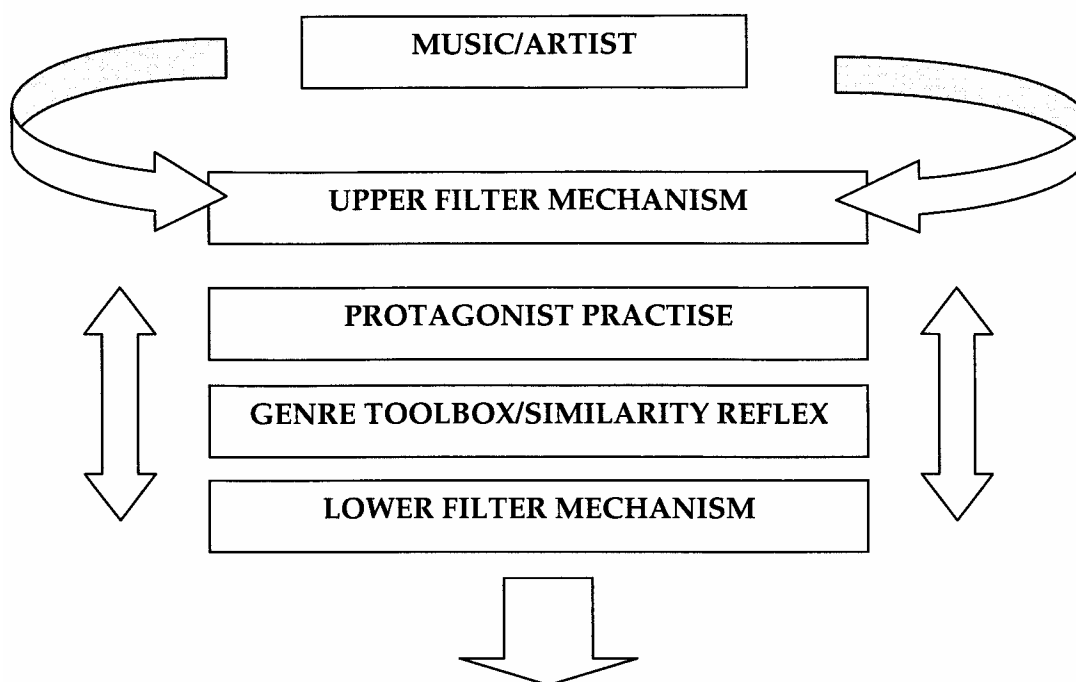 MUSIC/ARTIST
UPPER FILTER MECHANISM
PROTAGONIST PRACTISE
GENRE TOOLBOX/SIMILARITY REFLEX
LOWER FILTER MECHANISM